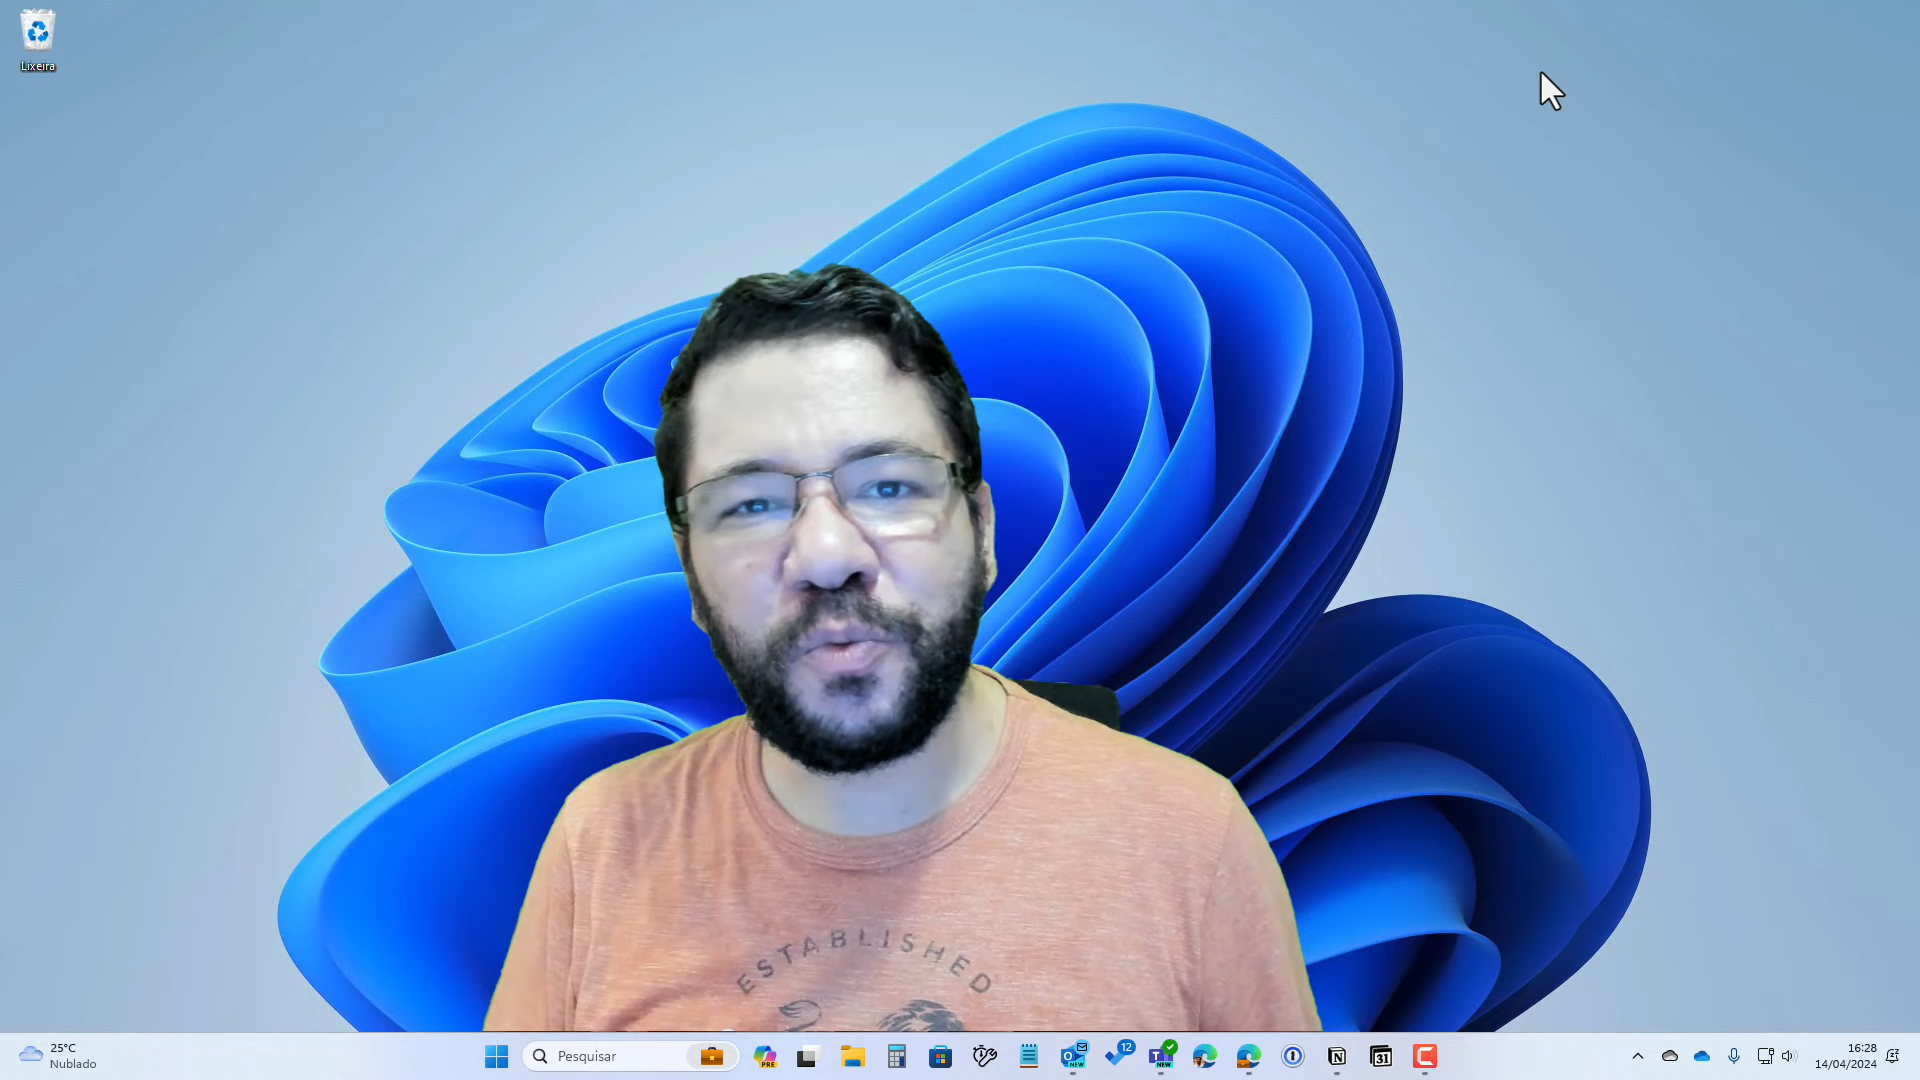 Lixeira
ESTABLISHED
25°C
Nublado
Pesquisar
PRE
NEW
12
NEW
31
16:28
14/04/2024